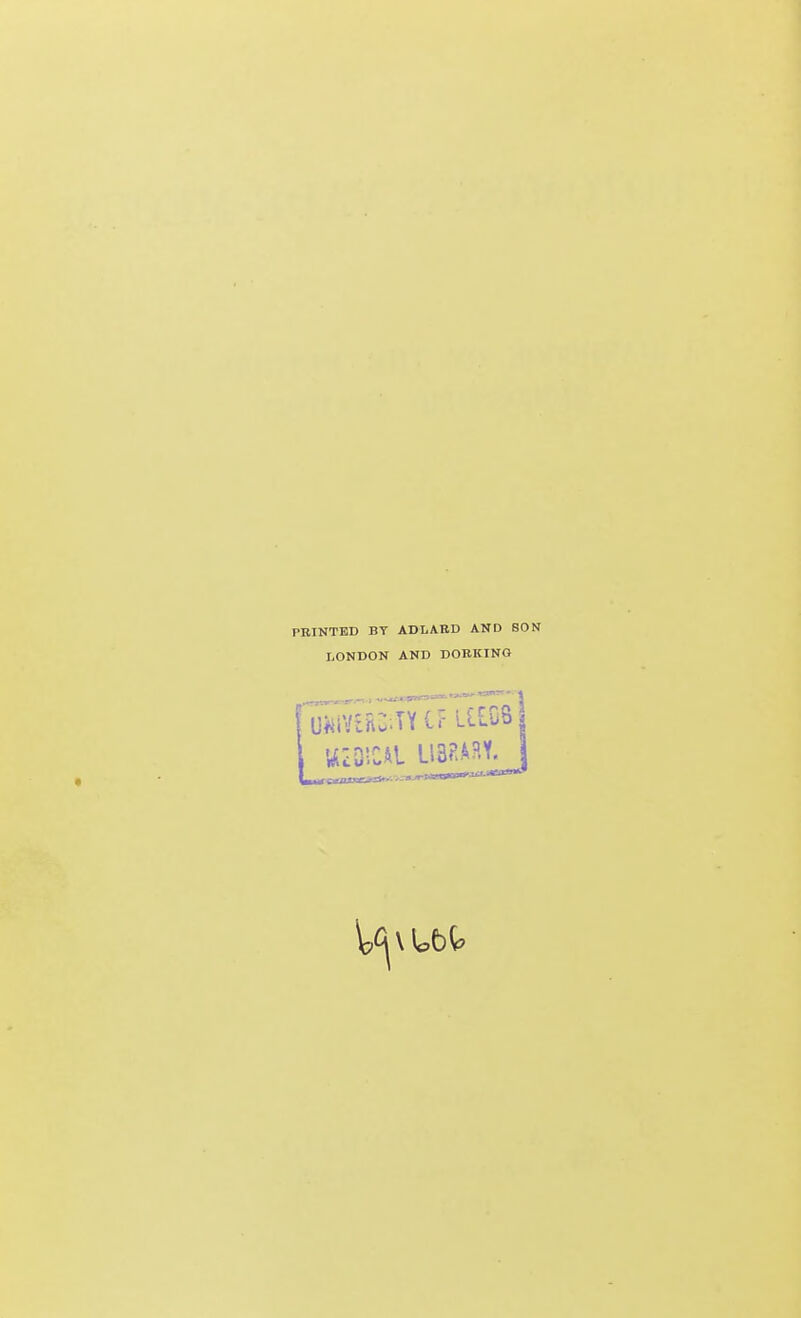 PRINTED BY ADLARD AND SON
LONDON AND DORKING
UNIVERSITY OF LEEDS
MEDICAL LIBRARY.